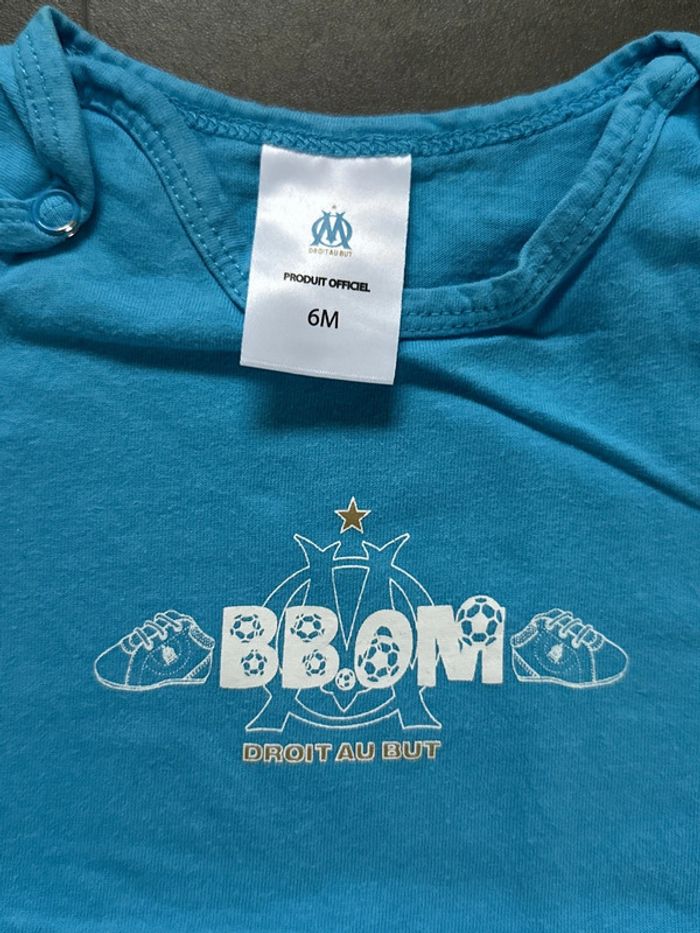 DROIT AU BUT
PRODUIT OFFICIEL
6M
BB.OM
DROIT AU BUT